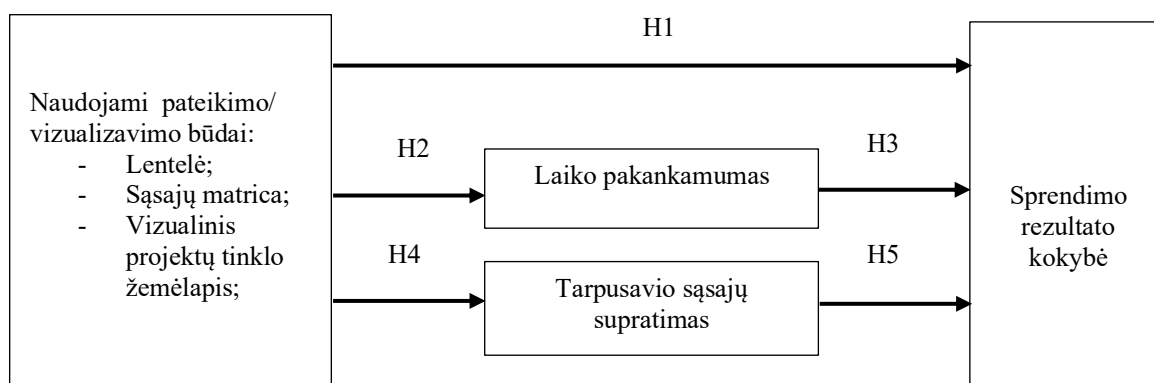 H1
Naudojami pateikimo/
vizualizavimo būdai:
- Lentelė;
- Sąsajų matrica;
- Vizualinis
projektų tinklo
žemėlapis;
H2
Laiko pakankamumas
H3
H4
Tarpusavio sąsajų
supratimas
H5
Sprendimo
rezultato
kokybė